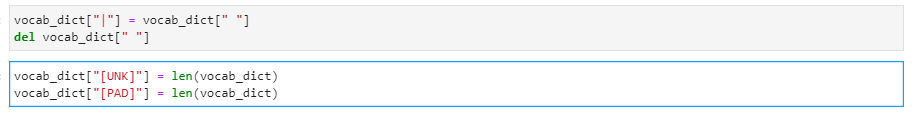 vocab_dict["|"] = vocab_dict[" "]
del vocab_dict[" "]
vocab_dict["[UNK]"] = len(vocab_dict)
vocab_dict["[PAD]"] = len(vocab_dict)